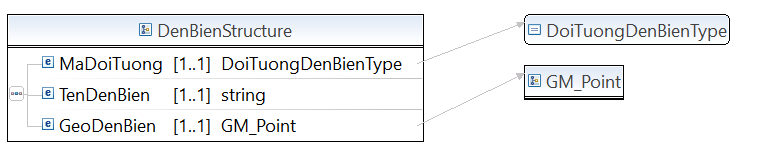 DenBienStructure
MaDoiTuong [1..1] DoiTuongDenBienType
TenDenBien [1..1] string
GeoDenBien [1..1] GM_Point
DoiTuongDenBienType
GM_Point